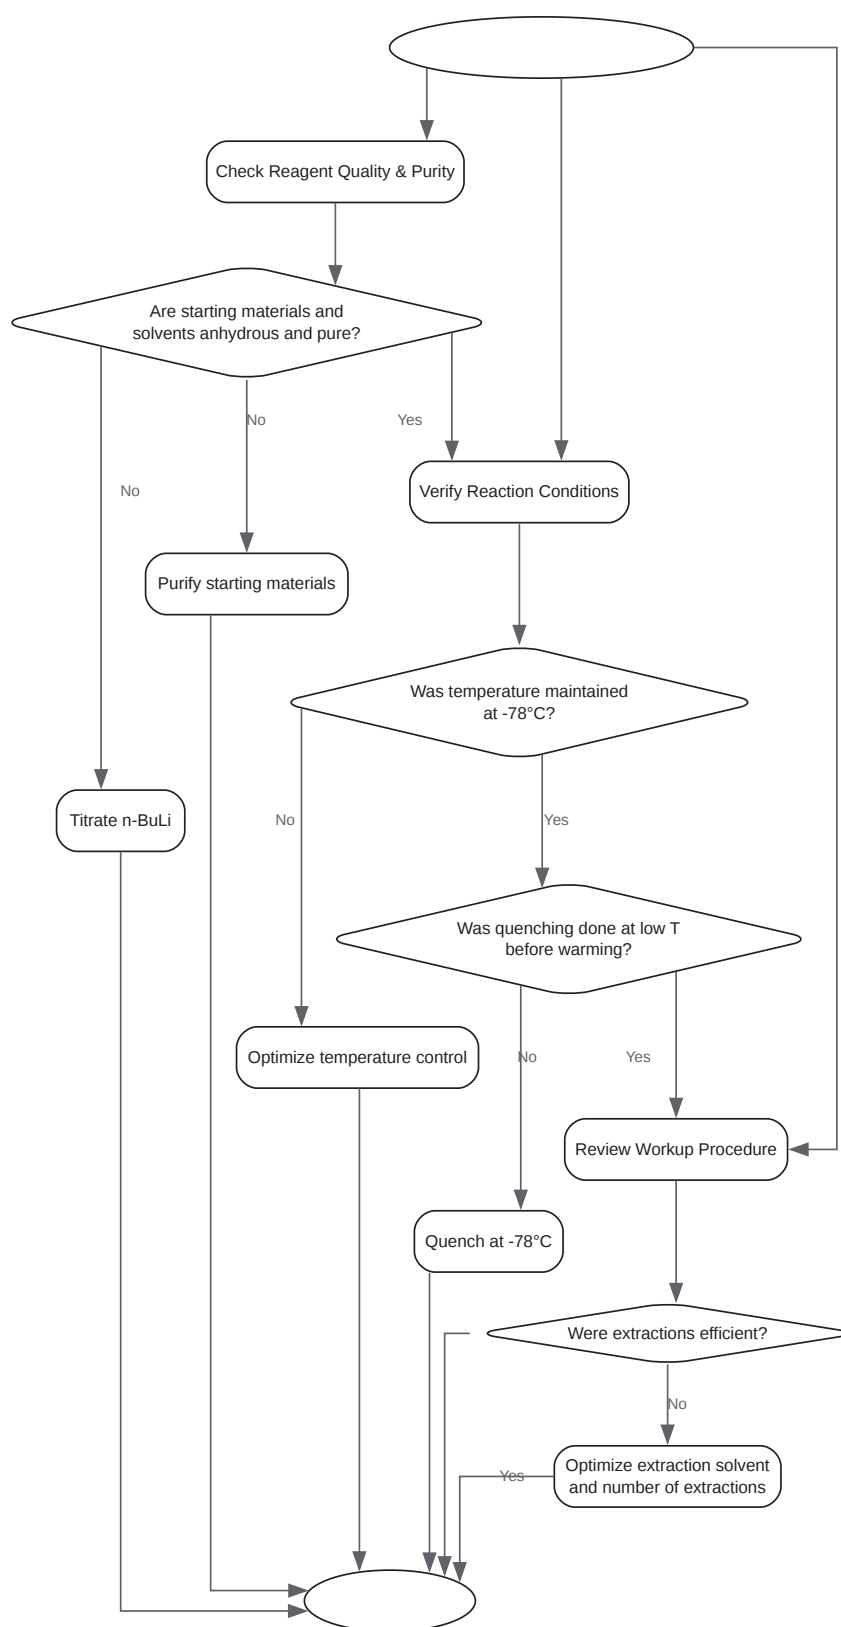 Check Reagent Quality & Purity
Are starting materials and
solvents anhydrous and pure?
No
Yes
No
Verify Reaction Conditions
Purify starting materials
Was temperature maintained
at -78°C?
Titrate n-BuLi
No
Yes
Was quenching done at low T
before warming?
Optimize temperature control
No
Yes
Review Workup Procedure
Quench at -78°C
Were extractions efficient?
No
Optimize extraction solvent
and number of extractions
Yes